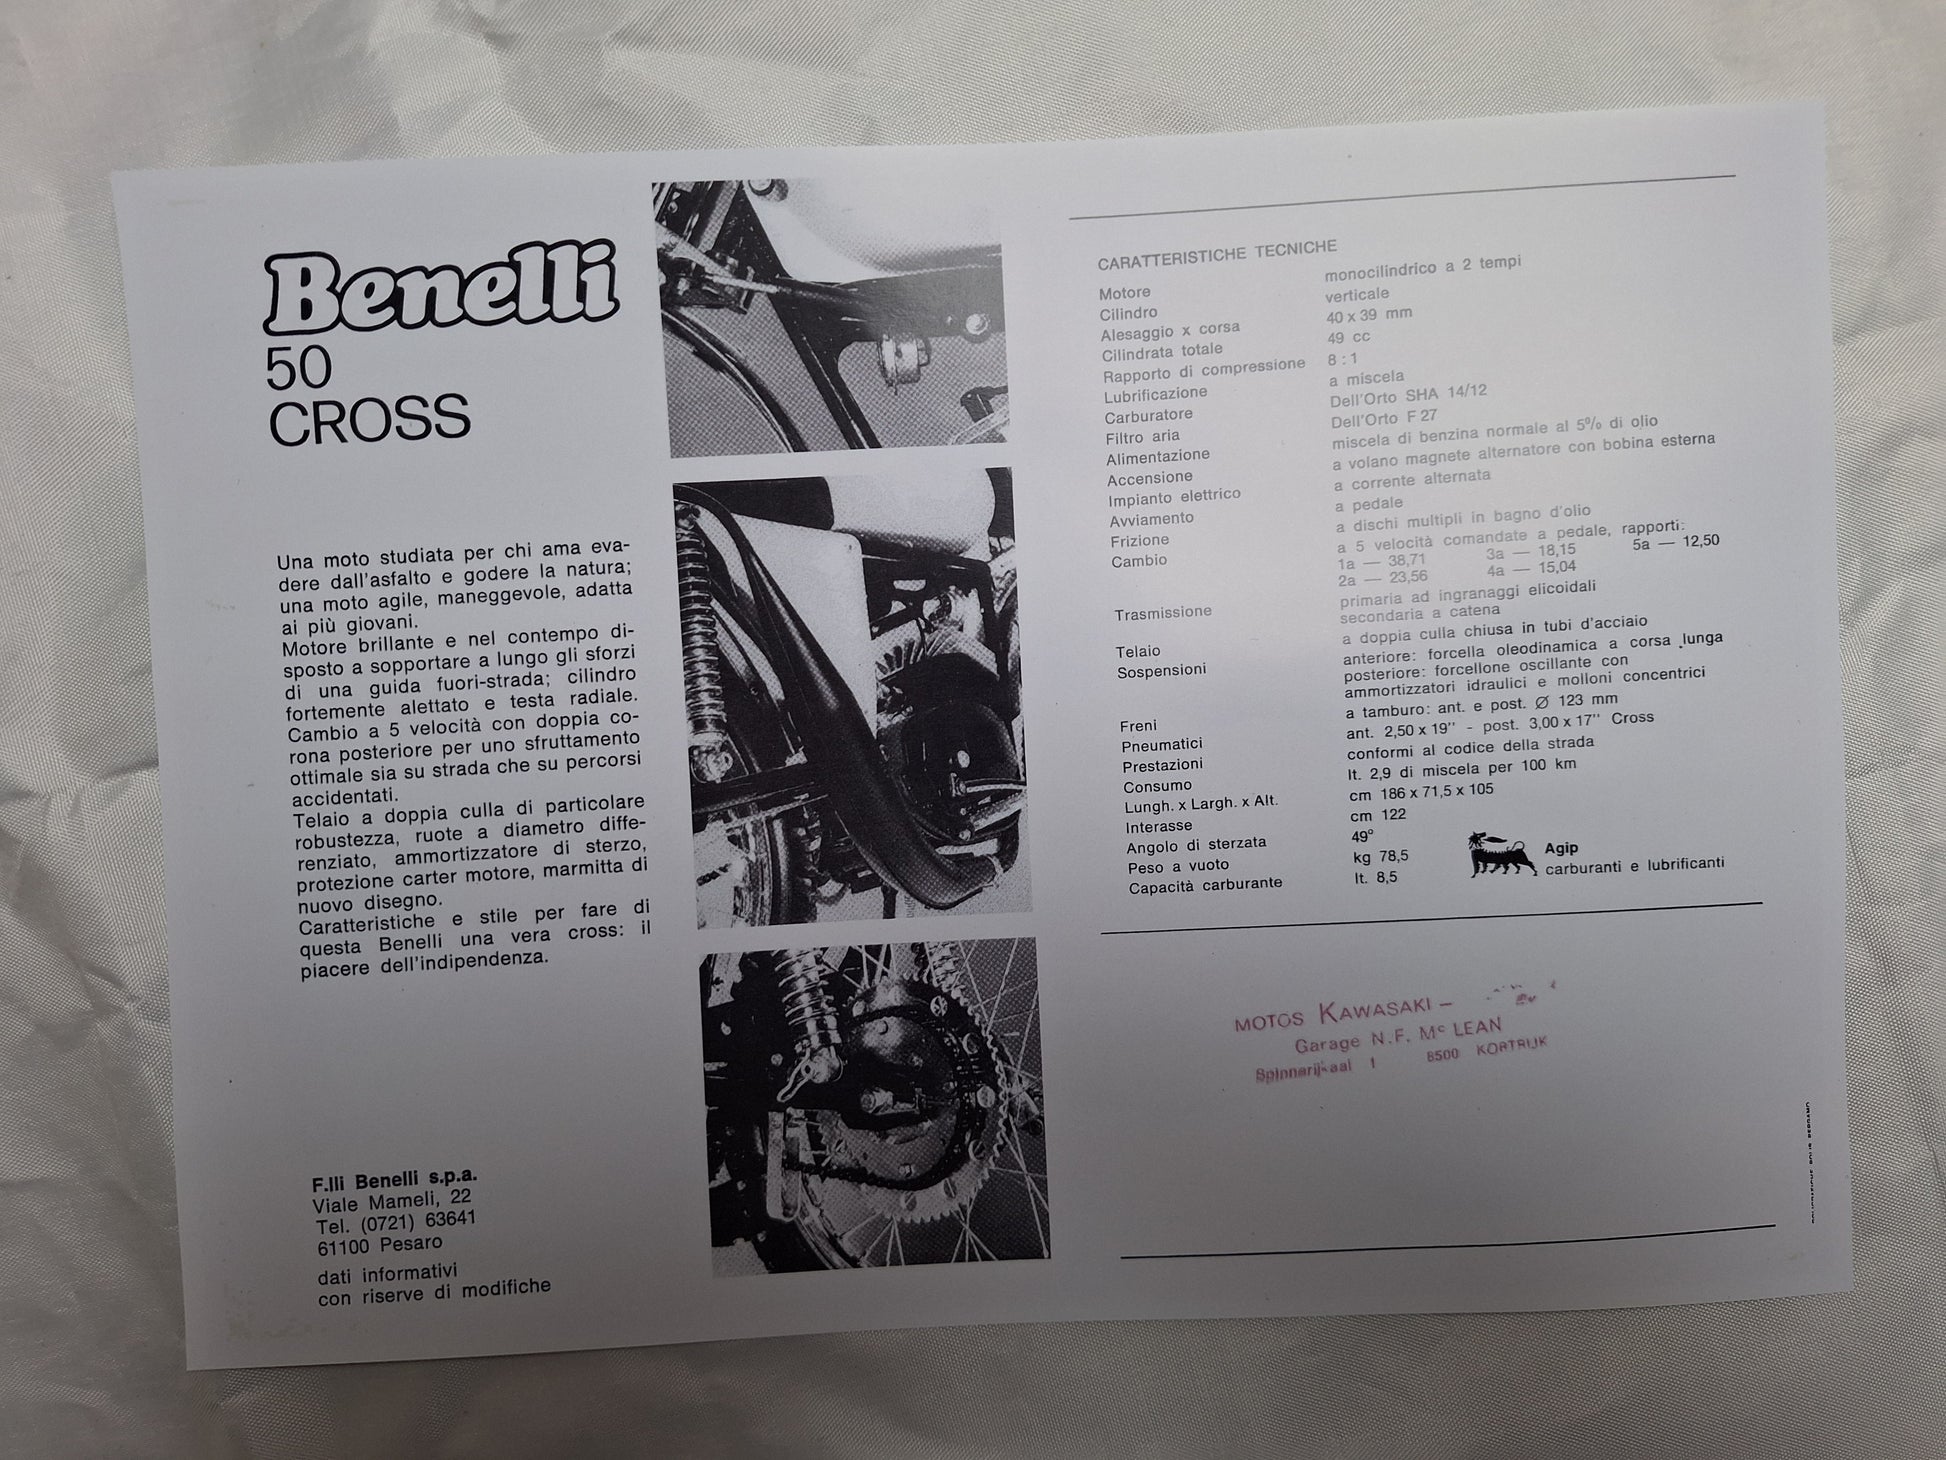 Benelli
50
CROSS
Una moto studiata per chi ama eva-
dere dall'asfalto e godere la natura;
una moto agile, maneggevole, adatta
ai più giovani.
Motore brillante e nel contempo di-
sposto a sopportare a lungo gli sforzi
di una guida fuori-strada; cilindro
fortemente alettato e testa radiale.
Cambio a 5 velocità con doppia co-
rona posteriore per uno sfruttamento
ottimale sia su strada che su percorsi
accidentati.
Telaio a doppia culla di particolare
robustezza, ruote a diametro diffe-
renziato, ammortizzatore di sterzo,
protezione carter motore, marmitta di
nuovo disegno.
Caratteristiche e stile per fare di
questa Benelli una vera cross: il
piacere dell'indipendenza.
F.lli Benelli s.p.a.
Viale Mameli, 22
Tel. (0721) 63641
61100 Pesaro
dati informativi
con riserve di modifiche
CARATTERISTICHE TECNICHE
Motore monocilindrico a 2 tempi
Cilindro verticale
Alesaggio x corsa 40 x 39 mm
Cilindrata totale 49 cc
Rapporto di compressione 8 : 1
Lubrificazione a miscela
Carburatore Dell'Orto SHA 14/12
Filtro aria Dell'Orto F 27
Alimentazione miscela di benzina normale al 5% di olio
Accensione a volano magnete alternatore con bobina esterna
Impianto elettrico a corrente alternata
Avviamento a pedale
Frizione a dischi multipli in bagno d'olio
Cambio a 5 velocità comandate a pedale, rapporti:
1a — 38,71 3a — 18,15 5a — 12,50
2a — 23,56 4a — 15,04
Trasmissione primaria ad ingranaggi elicoidali
secondaria a catena
Telaio a doppia culla chiusa in tubi d'acciaio
Sospensioni anteriore: forcella oleodinamica a corsa lunga
posteriore: forcellone oscillante con
ammortizzatori idraulici e molloni concentrici
Freni a tamburo: ant. e post. Ø 123 mm
Pneumatici ant. 2,50 x 19'' - post. 3,00 x 17'' Cross
Prestazioni conformi al codice della strada
Consumo lt. 2,9 di miscela per 100 km
Lungh. x Largh. x Alt. cm 186 x 71,5 x 105
Interasse cm 122
Angolo di sterzata 49°
Peso a vuoto kg 78,5
Capacità carburante lt. 8,5
Agip
carburanti e lubrificanti
MOTOS KAWASAKI –
Garage N.F. Mc LEAN
1 8500 KORTRIJK